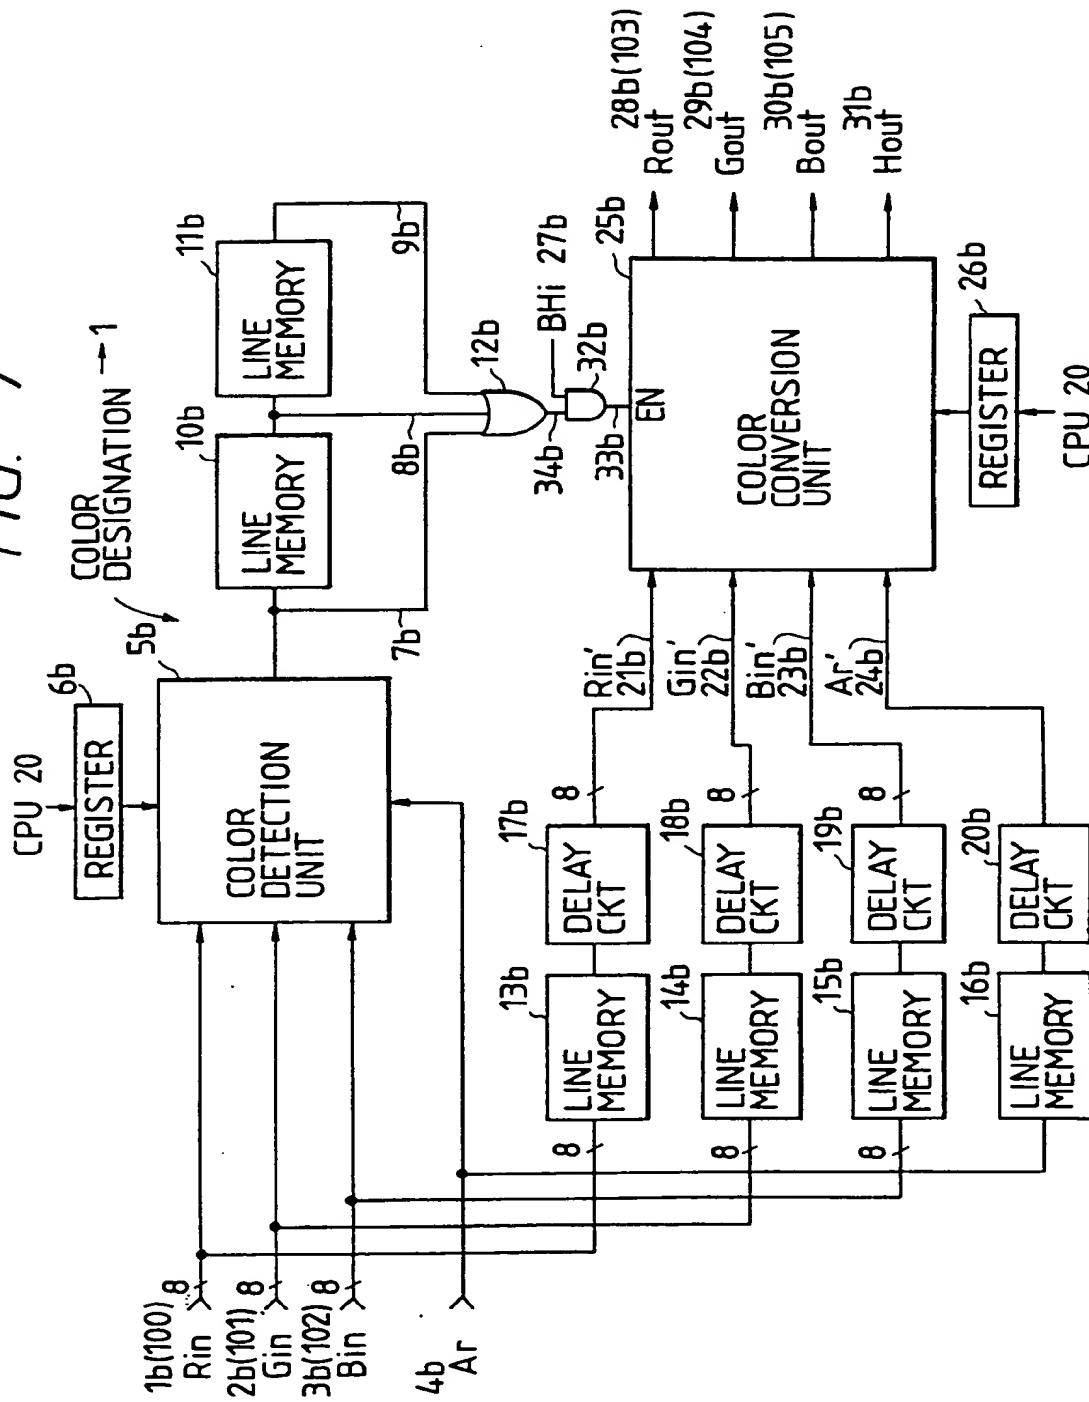 FIG. 7
COLOR
DESIGNATION → 1
CPU 20
6b
REGISTER
5b
COLOR
DETECTION
UNIT
10b
LINE
MEMORY
11b
LINE
MEMORY
7b
8b
9b
12b
34b
BHi 27b
32b
33b
1b(100)
Rin
8
2b(101)
Gin
8
3b(102)
Bin
8
4b
Ar
8
13b
LINE
MEMORY
17b
DELAY
CKT
8
Rin'
21b
8
14b
LINE
MEMORY
18b
DELAY
CKT
8
Gin'
22b
8
15b
LINE
MEMORY
19b
DELAY
CKT
8
Bin'
23b
16b
LINE
MEMORY
20b
DELAY
CKT
Ar'
24b
EN
25b
COLOR
CONVERSION
UNIT
28b(103)
Rout
29b(104)
Gout
30b(105)
Bout
31b
Hout
26b
REGISTER
CPU 20